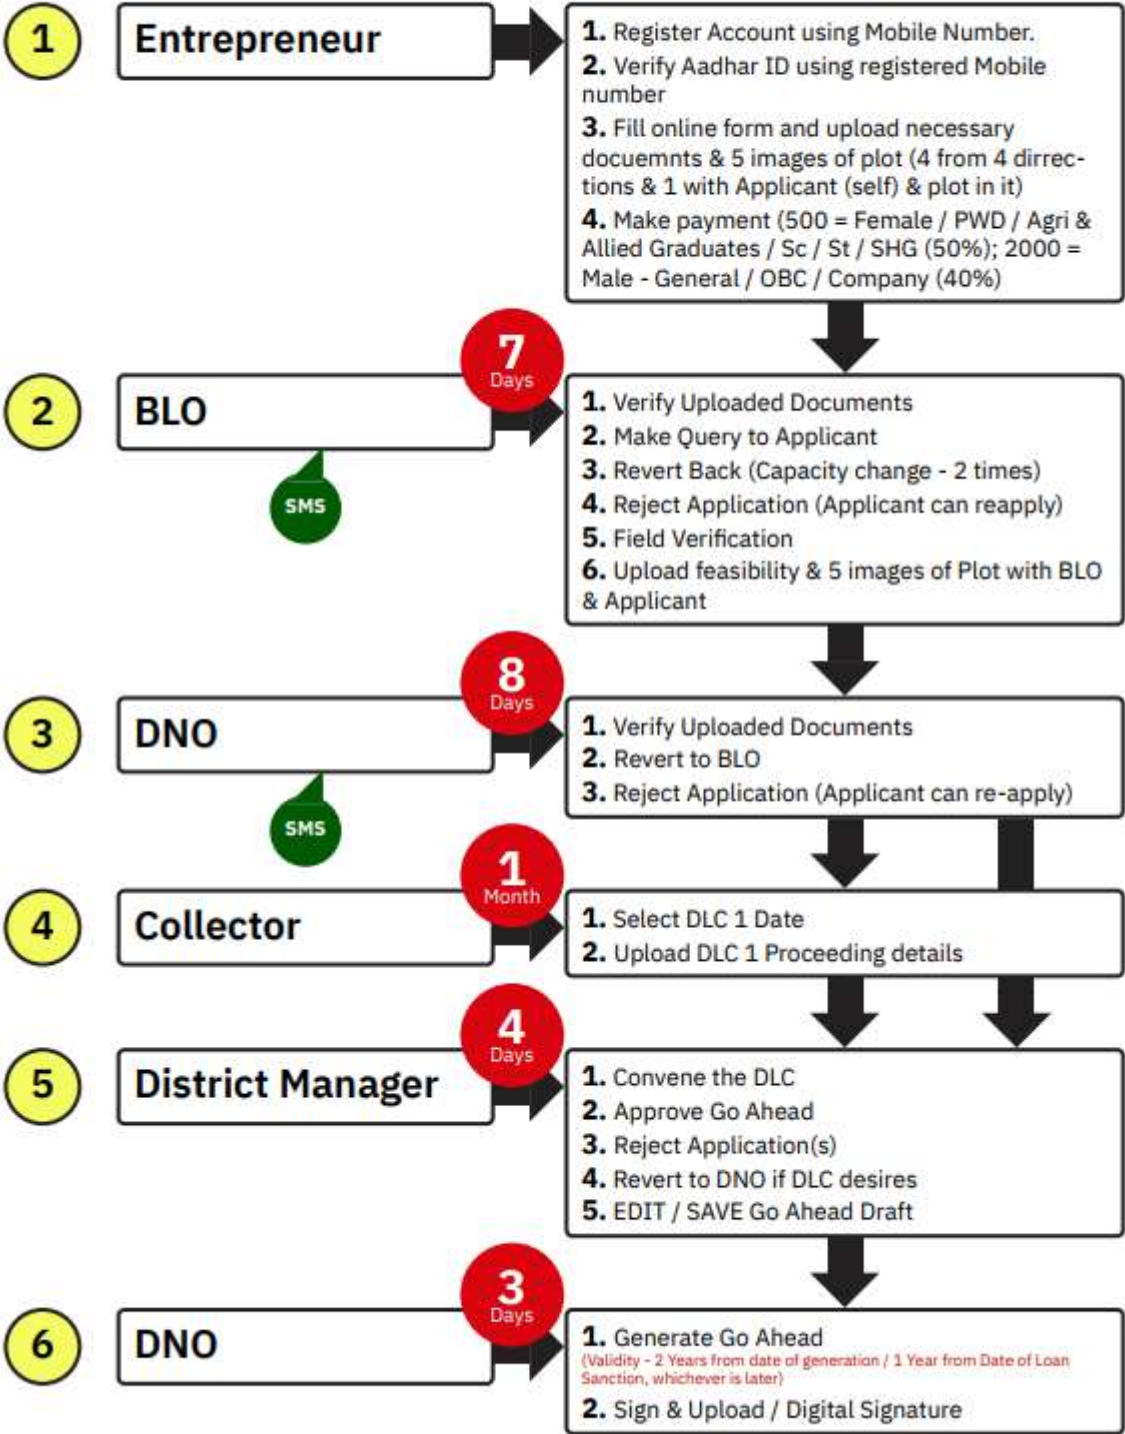 1
Entrepreneur
1. Register Account using Mobile Number.
2. Verify Aadhar ID using registered Mobile
number
3. Fill online form and upload necessary
docuemnts & 5 images of plot (4 from 4 dirrec-
tions & 1 with Applicant (self) & plot in it)
4. Make payment (500 = Female / PWD / Agri &
Allied Graduates / Sc / St / SHG (50%); 2000 =
Male - General / OBC / Company (40%)
2
BLO
7
Days
SMS
1. Verify Uploaded Documents
2. Make Query to Applicant
3. Revert Back (Capacity change - 2 times)
4. Reject Application (Applicant can reapply)
5. Field Verification
6. Upload feasibility & 5 images of Plot with BLO
& Applicant
3
DNO
8
Days
SMS
1. Verify Uploaded Documents
2. Revert to BLO
3. Reject Application (Applicant can re-apply)
4
Collector
1
Month
1. Select DLC 1 Date
2. Upload DLC 1 Proceeding details
5
District Manager
4
Days
1. Convene the DLC
2. Approve Go Ahead
3. Reject Application(s)
4. Revert to DNO if DLC desires
5. EDIT / SAVE Go Ahead Draft
6
DNO
3
Days
1. Generate Go Ahead
(Validity - 2 Years from date of generation / 1 Year from Date of Loan
Sanction, whichever is later)
2. Sign & Upload / Digital Signature